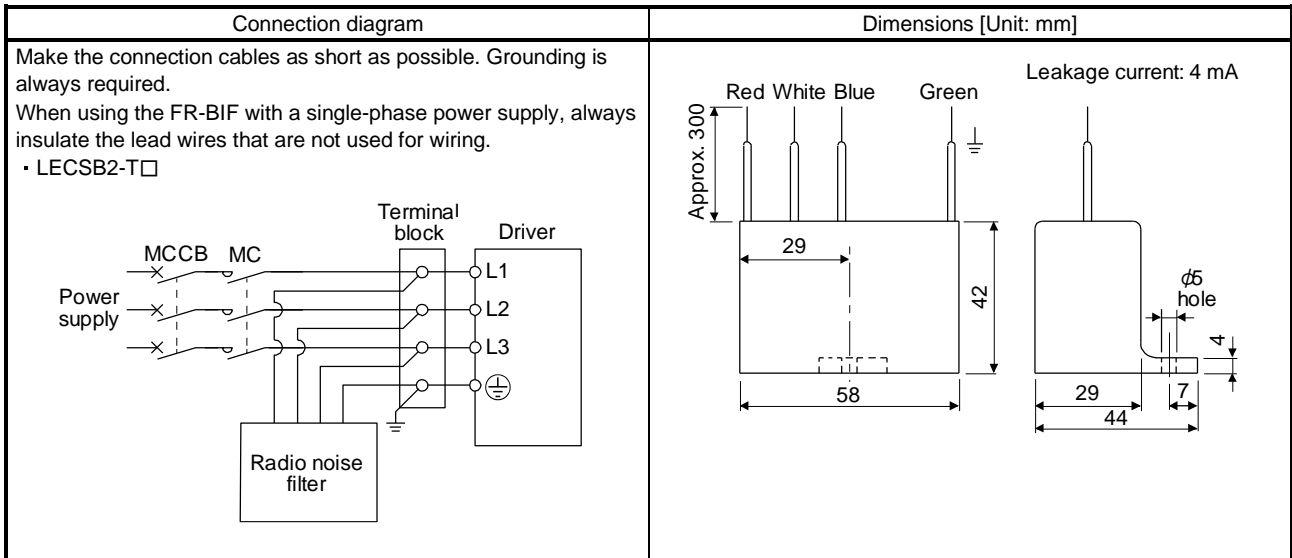 Connection diagram
Make the connection cables as short as possible. Grounding is
always required.
When using the FR-BIF with a single-phase power supply, always
insulate the lead wires that are not used for wiring.
▪ LECSB2-T□
Terminal
block
Driver
MCCB MC
Power
supply
L1
L2
L3
Radio noise
filter
Dimensions [Unit: mm]
Leakage current: 4 mA
Red White Blue Green
Approx. 300
29
42
58
φ5
hole
4
29
7
44